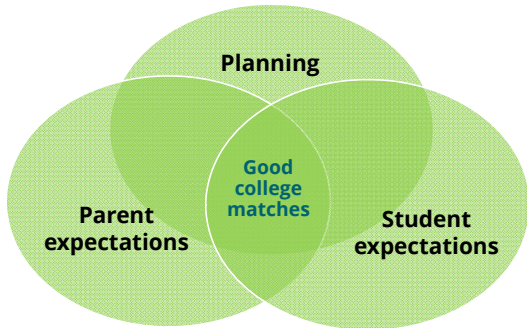 Planning
Good
college
matches
Parent
expectations
Student
expectations